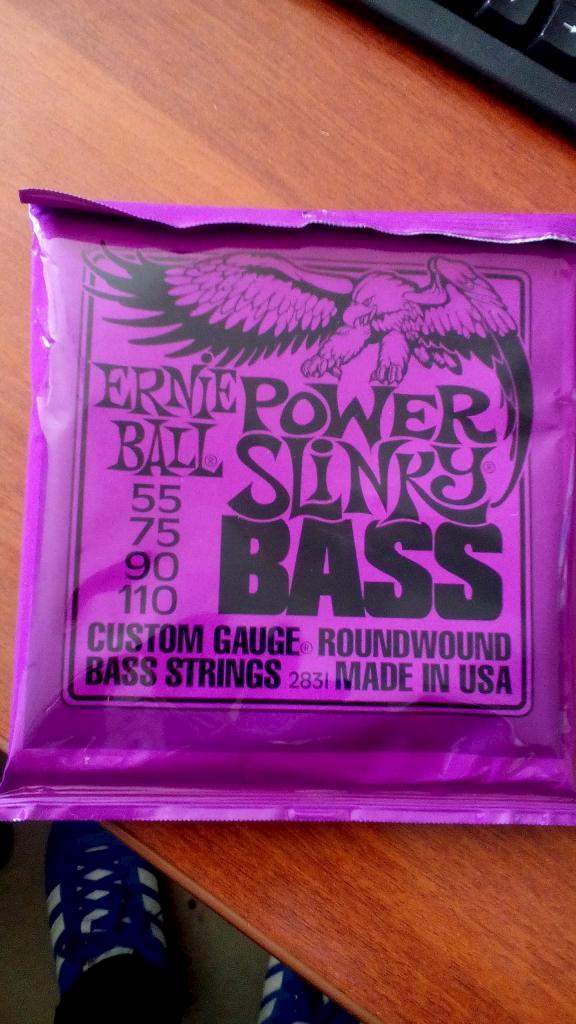 ERNIE BALL®
POWER SLINKY®
BASS
55
75
90
110
CUSTOM GAUGE® ROUNDWOUND
BASS STRINGS 2831 MADE IN USA